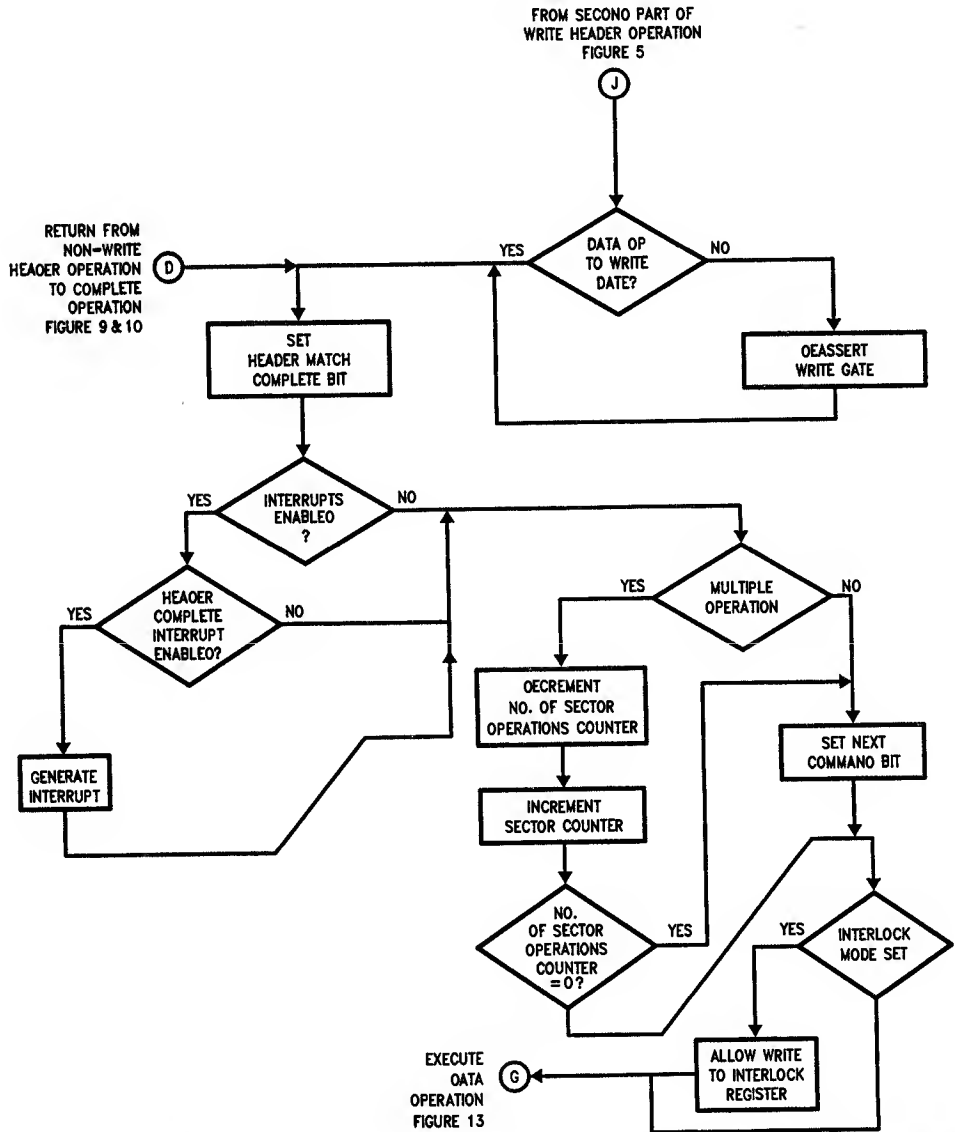 FROM SECONO PART OF
WRITE HEADER OPERATION
FIGURE 5
J
RETURN FROM
NON-WRITE
HEAOER OPERATION
TO COMPLETE
OPERATION
FIGURE 9 & 10
D
YES
DATA OP
TO WRITE
DATE?
NO
SET
HEADER MATCH
COMPLETE BIT
OEASSERT
WRITE GATE
YES
INTERRUPTS
ENABLEO
?
NO
YES
HEAOER
COMPLETE
INTERRUPT
ENABLED?
NO
YES
MULTIPLE
OPERATION
NO
OECREMENT
NO. OF SECTOR
OPERATIONS COUNTER
SET NEXT
COMMANO BIT
GENERATE
INTERRUPT
INCREMENT
SECTOR COUNTER
NO.
OF SECTOR
OPERATIONS
COUNTER
=0?
YES
YES
INTERLOCK
MODE SET
ALLOW WRITE
TO INTERLOCK
REGISTER
EXECUTE
OATA
OPERATION
FIGURE 13
G